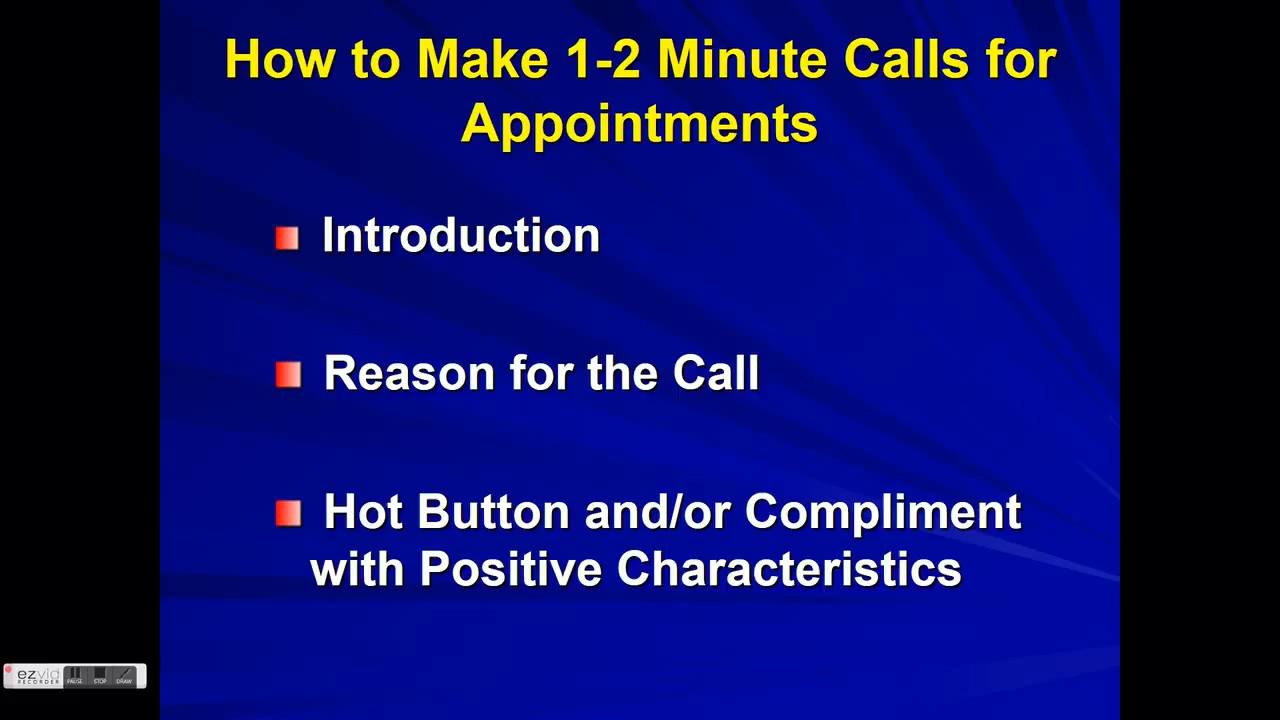 How to Make 1-2 Minute Calls for
Appointments
Introduction
Reason for the Call
Hot Button and/or Compliment
with Positive Characteristics
ezvid
RECORDER
PAUSE STOP DRAW